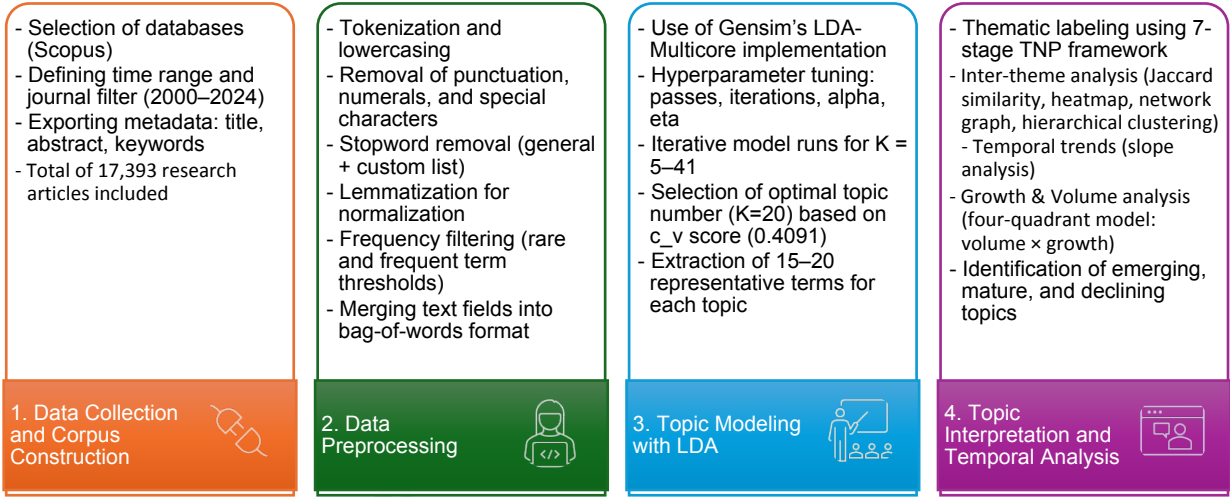 - Selection of databases
(Scopus)
- Defining time range and
journal filter (2000–2024)
- Exporting metadata: title,
abstract, keywords
- Total of 17,393 research
articles included
1. Data Collection
and Corpus
Construction
- Tokenization and
lowercasing
- Removal of punctuation,
numerals, and special
characters
- Stopword removal (general
+ custom list)
- Lemmatization for
normalization
- Frequency filtering (rare
and frequent term
thresholds)
- Merging text fields into
bag-of-words format
2. Data
Preprocessing
</>
- Use of Gensim's LDA-
Multicore implementation
- Hyperparameter tuning:
passes, iterations, alpha,
eta
- Iterative model runs for K =
5–41
- Selection of optimal topic
number (K=20) based on
c_v score (0.4091)
- Extraction of 15–20
representative terms for
each topic
3. Topic Modeling
with LDA
- Thematic labeling using 7-
stage TNP framework
- Inter-theme analysis (Jaccard
similarity, heatmap, network
graph, hierarchical clustering)
- Temporal trends (slope
analysis)
- Growth & Volume analysis
(four-quadrant model:
volume × growth)
- Identification of emerging,
mature, and declining
topics
4. Topic
Interpretation and
Temporal Analysis